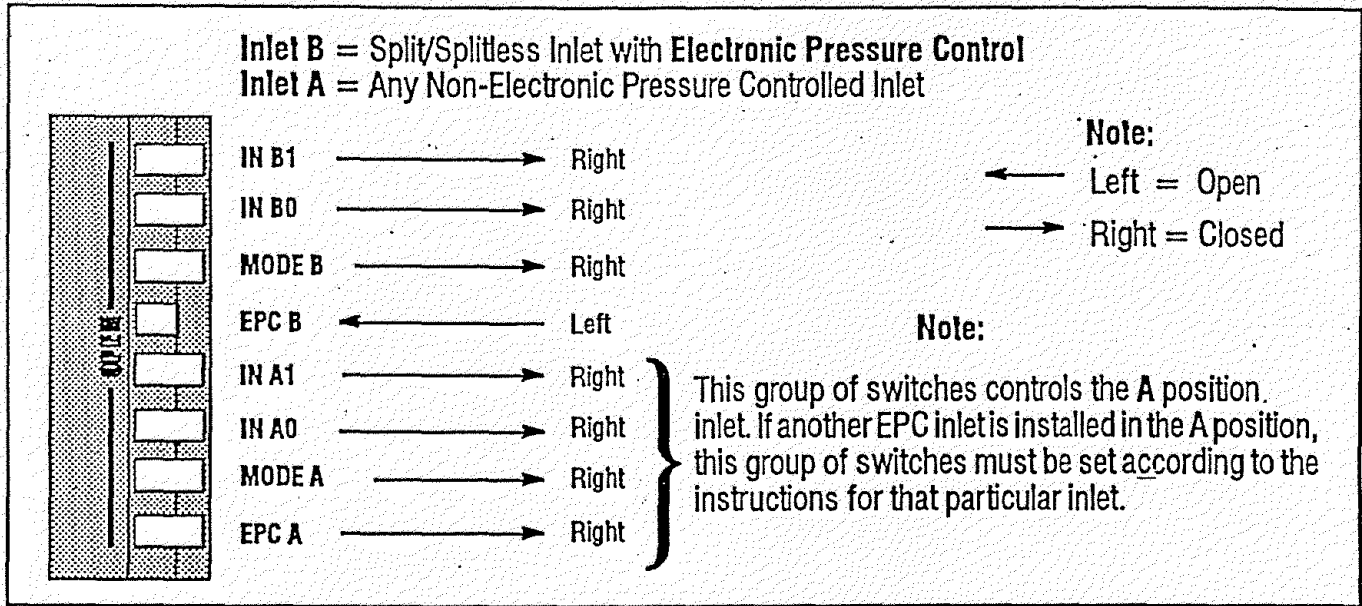 Inlet B = Split/Splitless Inlet with Electronic Pressure Control
Inlet A = Any Non-Electronic Pressure Controlled Inlet
OPEN
IN B1 Right
IN B0 Right
MODE B Right
EPC B Left
IN A1 Right
IN A0 Right
MODE A Right
EPC A Right
Note:
Left = Open
Right = Closed
Note:
This group of switches controls the A position.
inlet. If another EPC inlet is installed in the A position,
this group of switches must be set according to the
instructions for that particular inlet.